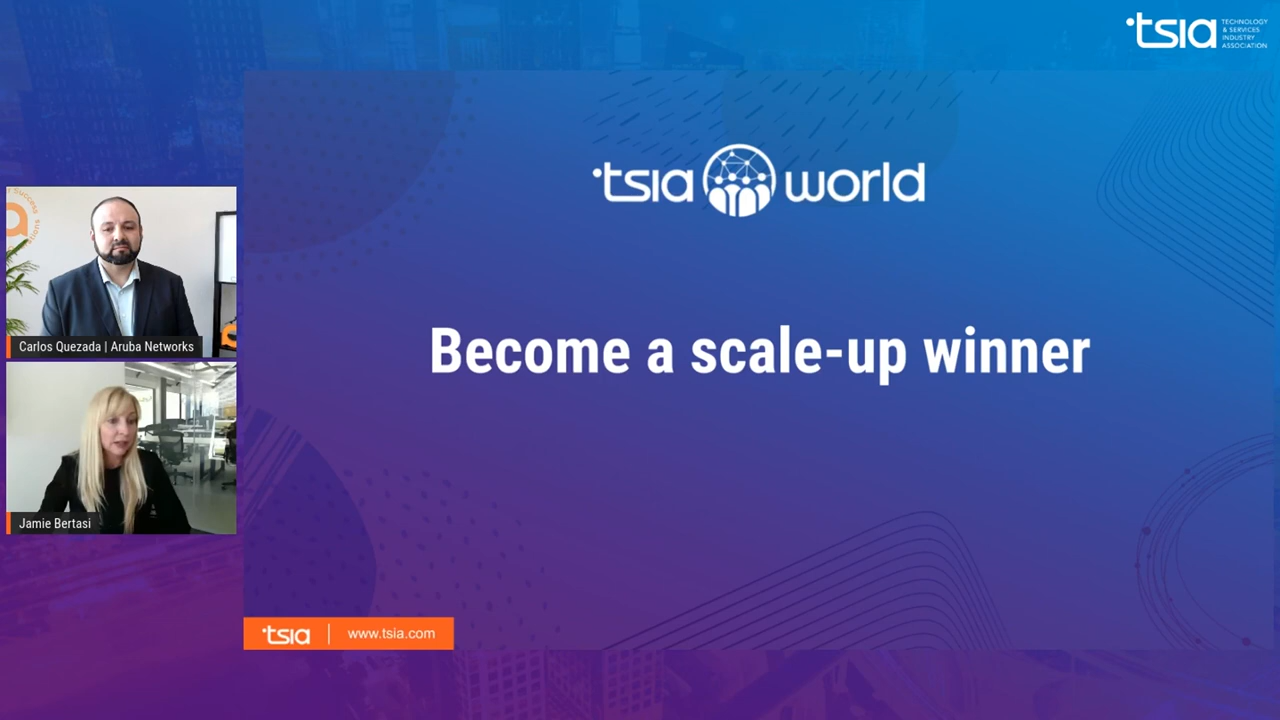 tsia TECHNOLOGY
& SERVICES
INDUSTRY
ASSOCIATION
tsia world
Become a scale-up winner
Success
Carlos Quezada | Aruba Networks
Jamie Bertasi
tsia | www.tsia.com